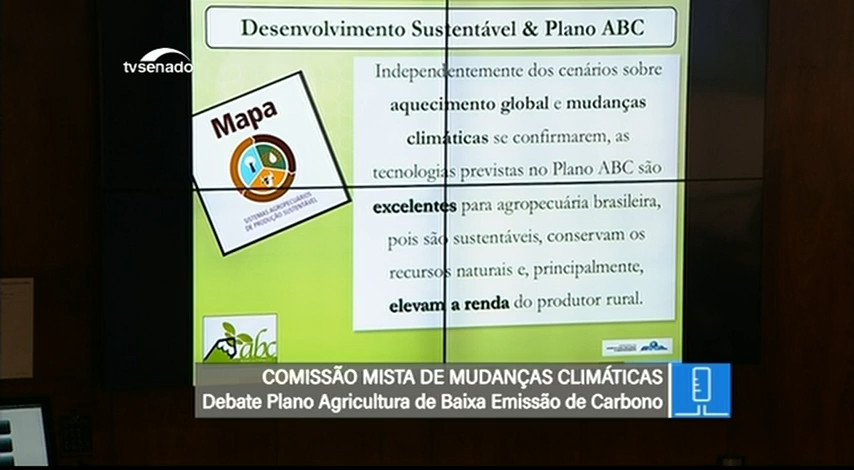 Desenvolvimento Sustentável & Plano ABC
tvsenado
Independentemente dos cenários sobre
aquecimento global e mudanças
climáticas se confirmarem, as
tecnologias previstas no Plano ABC são
excelentes para agropecuária brasileira,
pois são sustentáveis, conservam os
recursos naturais e, principalmente,
elevam a renda do produtor rural.
Mapa
SISTEMAS AGROPECUÁRIOS
DE PRODUÇÃO SUSTENTÁVEL
abc
COMISSÃO MISTA DE MUDANÇAS CLIMÁTICAS
Debate Plano Agricultura de Baixa Emissão de Carbono